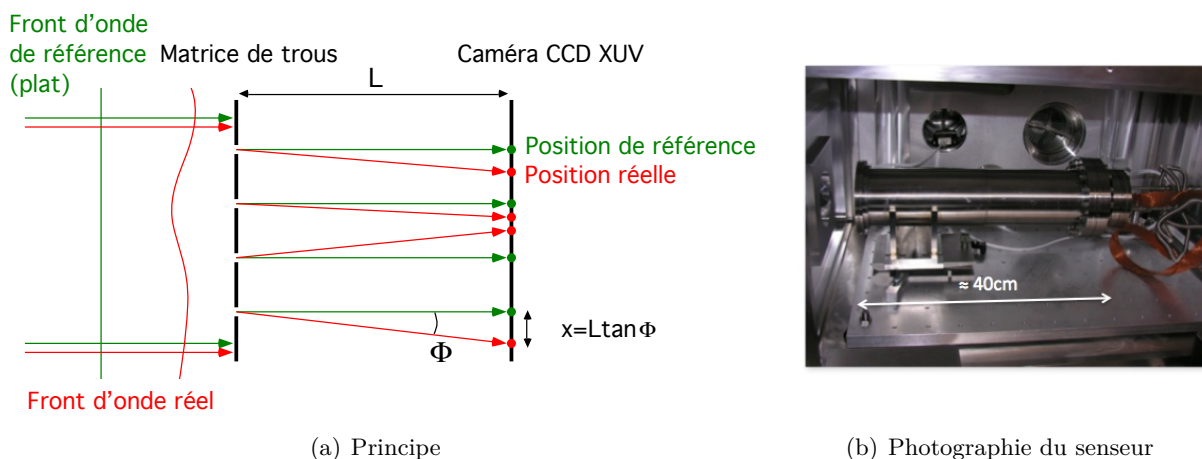 Front d'onde
de référence
(plat)
Matrice de trous
Caméra CCD XUV
L
Position de référence
Position réelle
x=LtanΦ
Φ
Front d'onde réel
≈ 40cm
(a) Principe
(b) Photographie du senseur